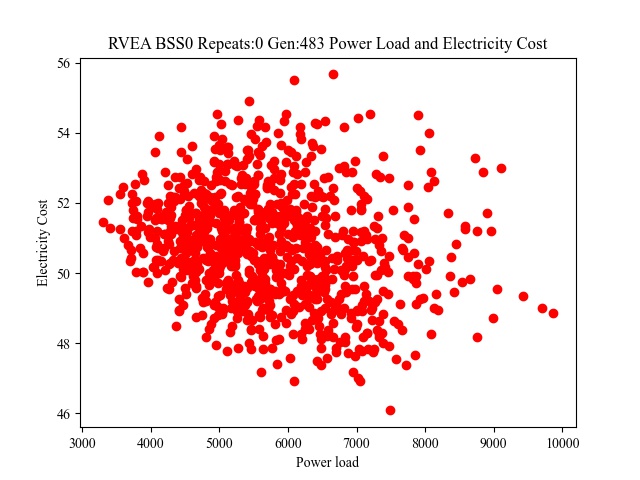 RVEA BSS0 Repeats:0 Gen:483 Power Load and Electricity Cost
56
54
52
50
48
46
Electricity Cost
3000 4000 5000 6000 7000 8000 9000 10000
Power load